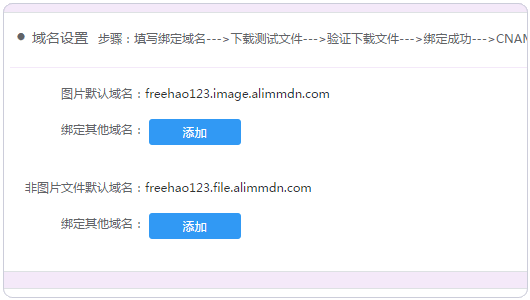 域名设置 步骤：填写绑定域名--->下载测试文件--->验证下载文件--->绑定成功--->CNAM
图片默认域名：freehao123.image.alimmdn.com
绑定其他域名： 添加
非图片文件默认域名：freehao123.file.alimmdn.com
绑定其他域名： 添加